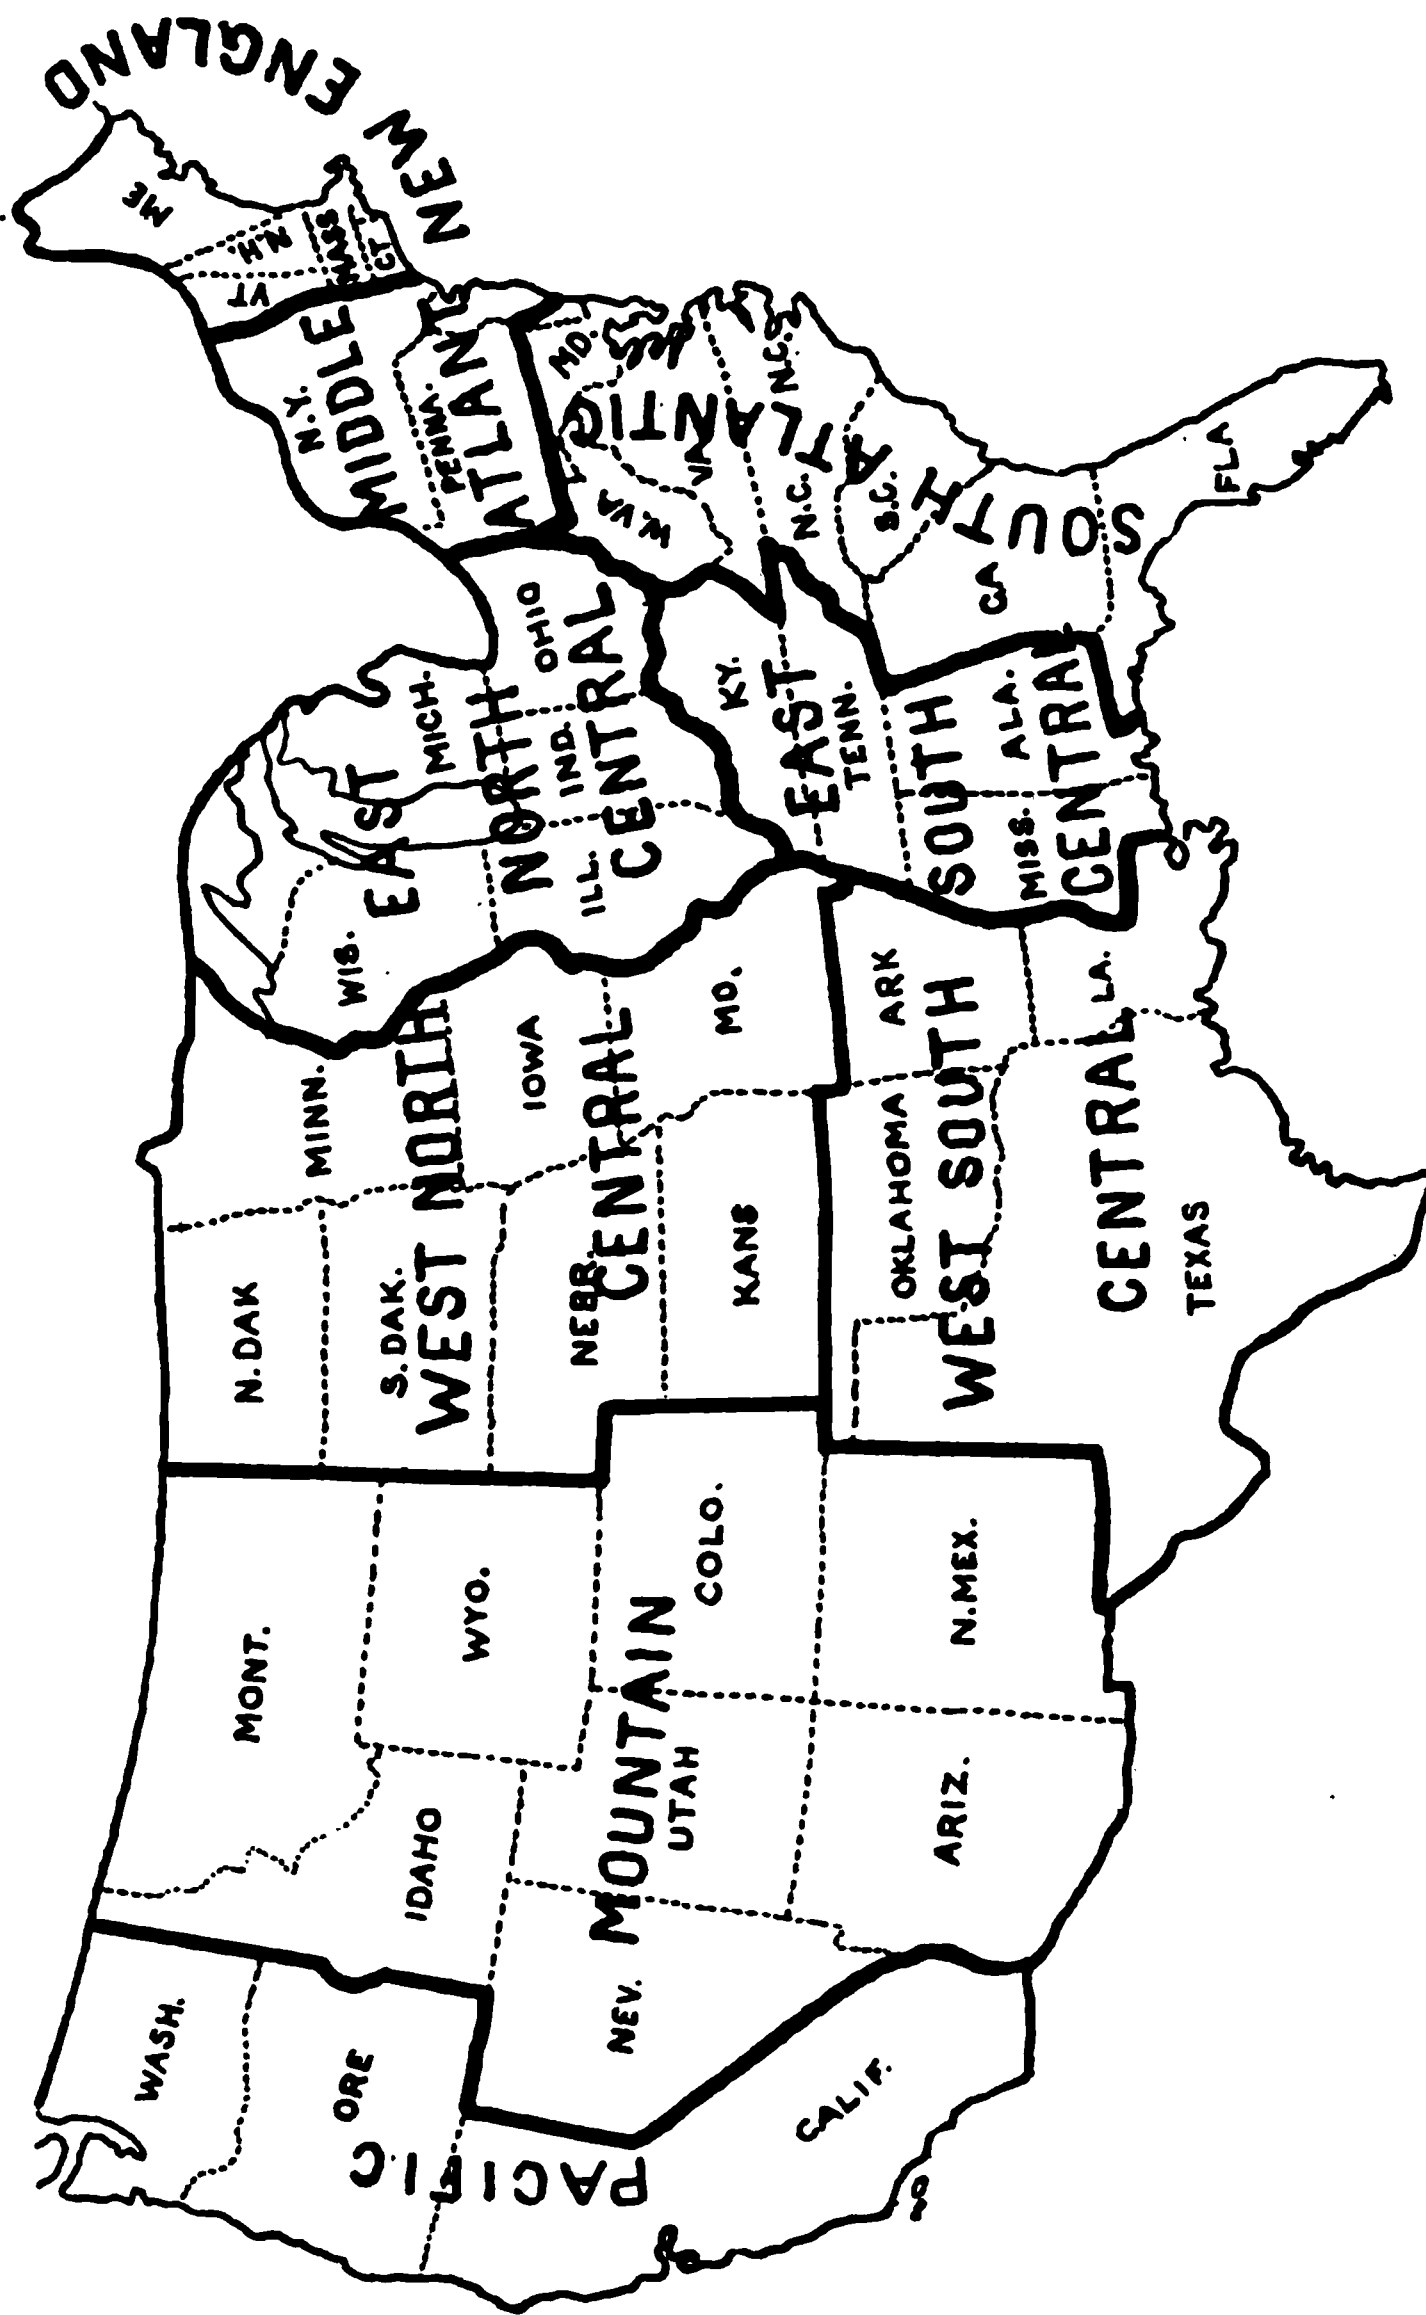 NEW ENGLAND
ME
N.H.
VT
MASS
CT
MIDDLE
ATLANTIC
N.Y.
PENNA.
SOUTH ATLANTIC
MD.
W.VA
VA
N.C.
N.C.
S.C.
GA
FLA
EAST
NORTH
CENTRAL
WIS.
MICH.
OHIO
IND.
ILL.
EAST
SOUTH
CENTRAL
KY.
TENN.
ALA.
MISS.
WEST NORTH
CENTRAL
MINN.
IOWA
MD.
N.DAK
S.DAK.
NEBR.
KANS
WEST SOUTH
CENTRAL
ARK
LA.
OKLAHOMA
TEXAS
MOUNTAIN
MONT.
WYO.
COLO.
N.MEX.
IDAHO
UTAH
ARIZ.
NEV.
PACIFIC
WASH.
ORE
CALIF.